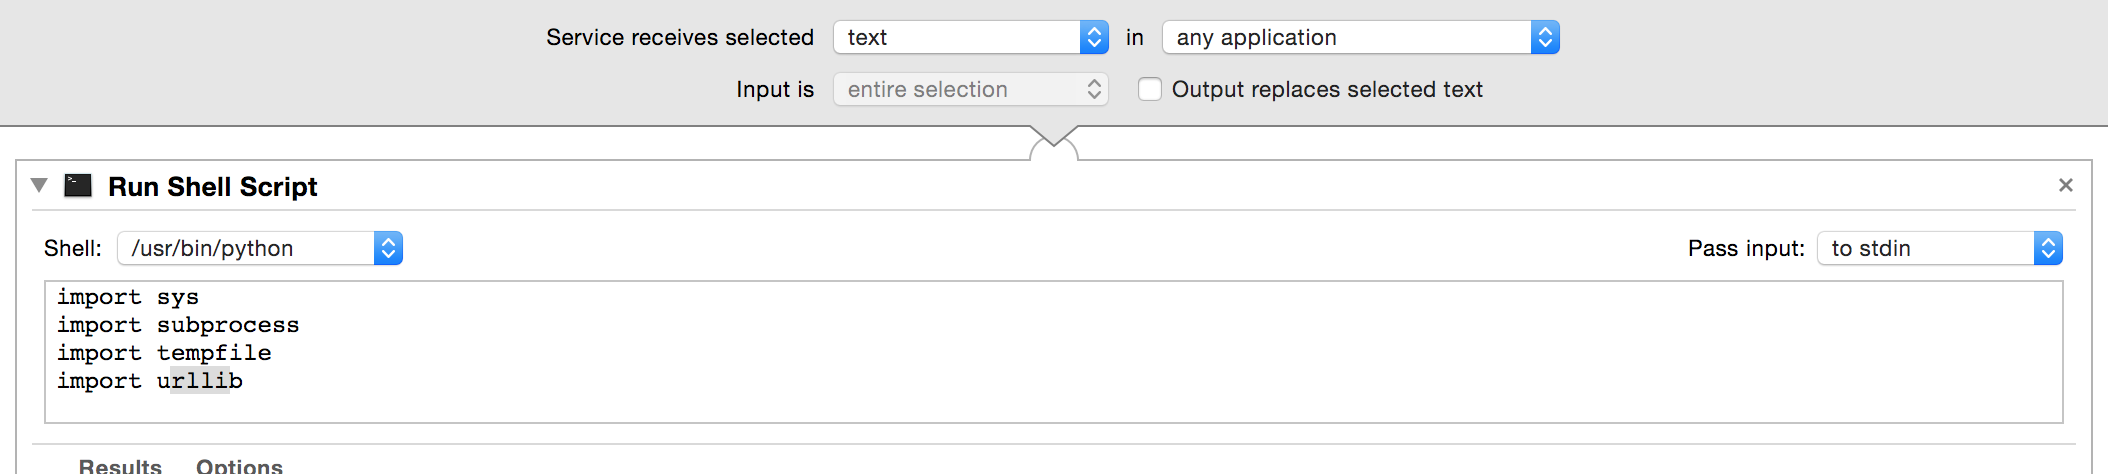 Service receives selected text in any application
Input is entire selection Output replaces selected text
Run Shell Script
Shell: /usr/bin/python Pass input: to stdin
import sys
import subprocess
import tempfile
import urllib
Results Options